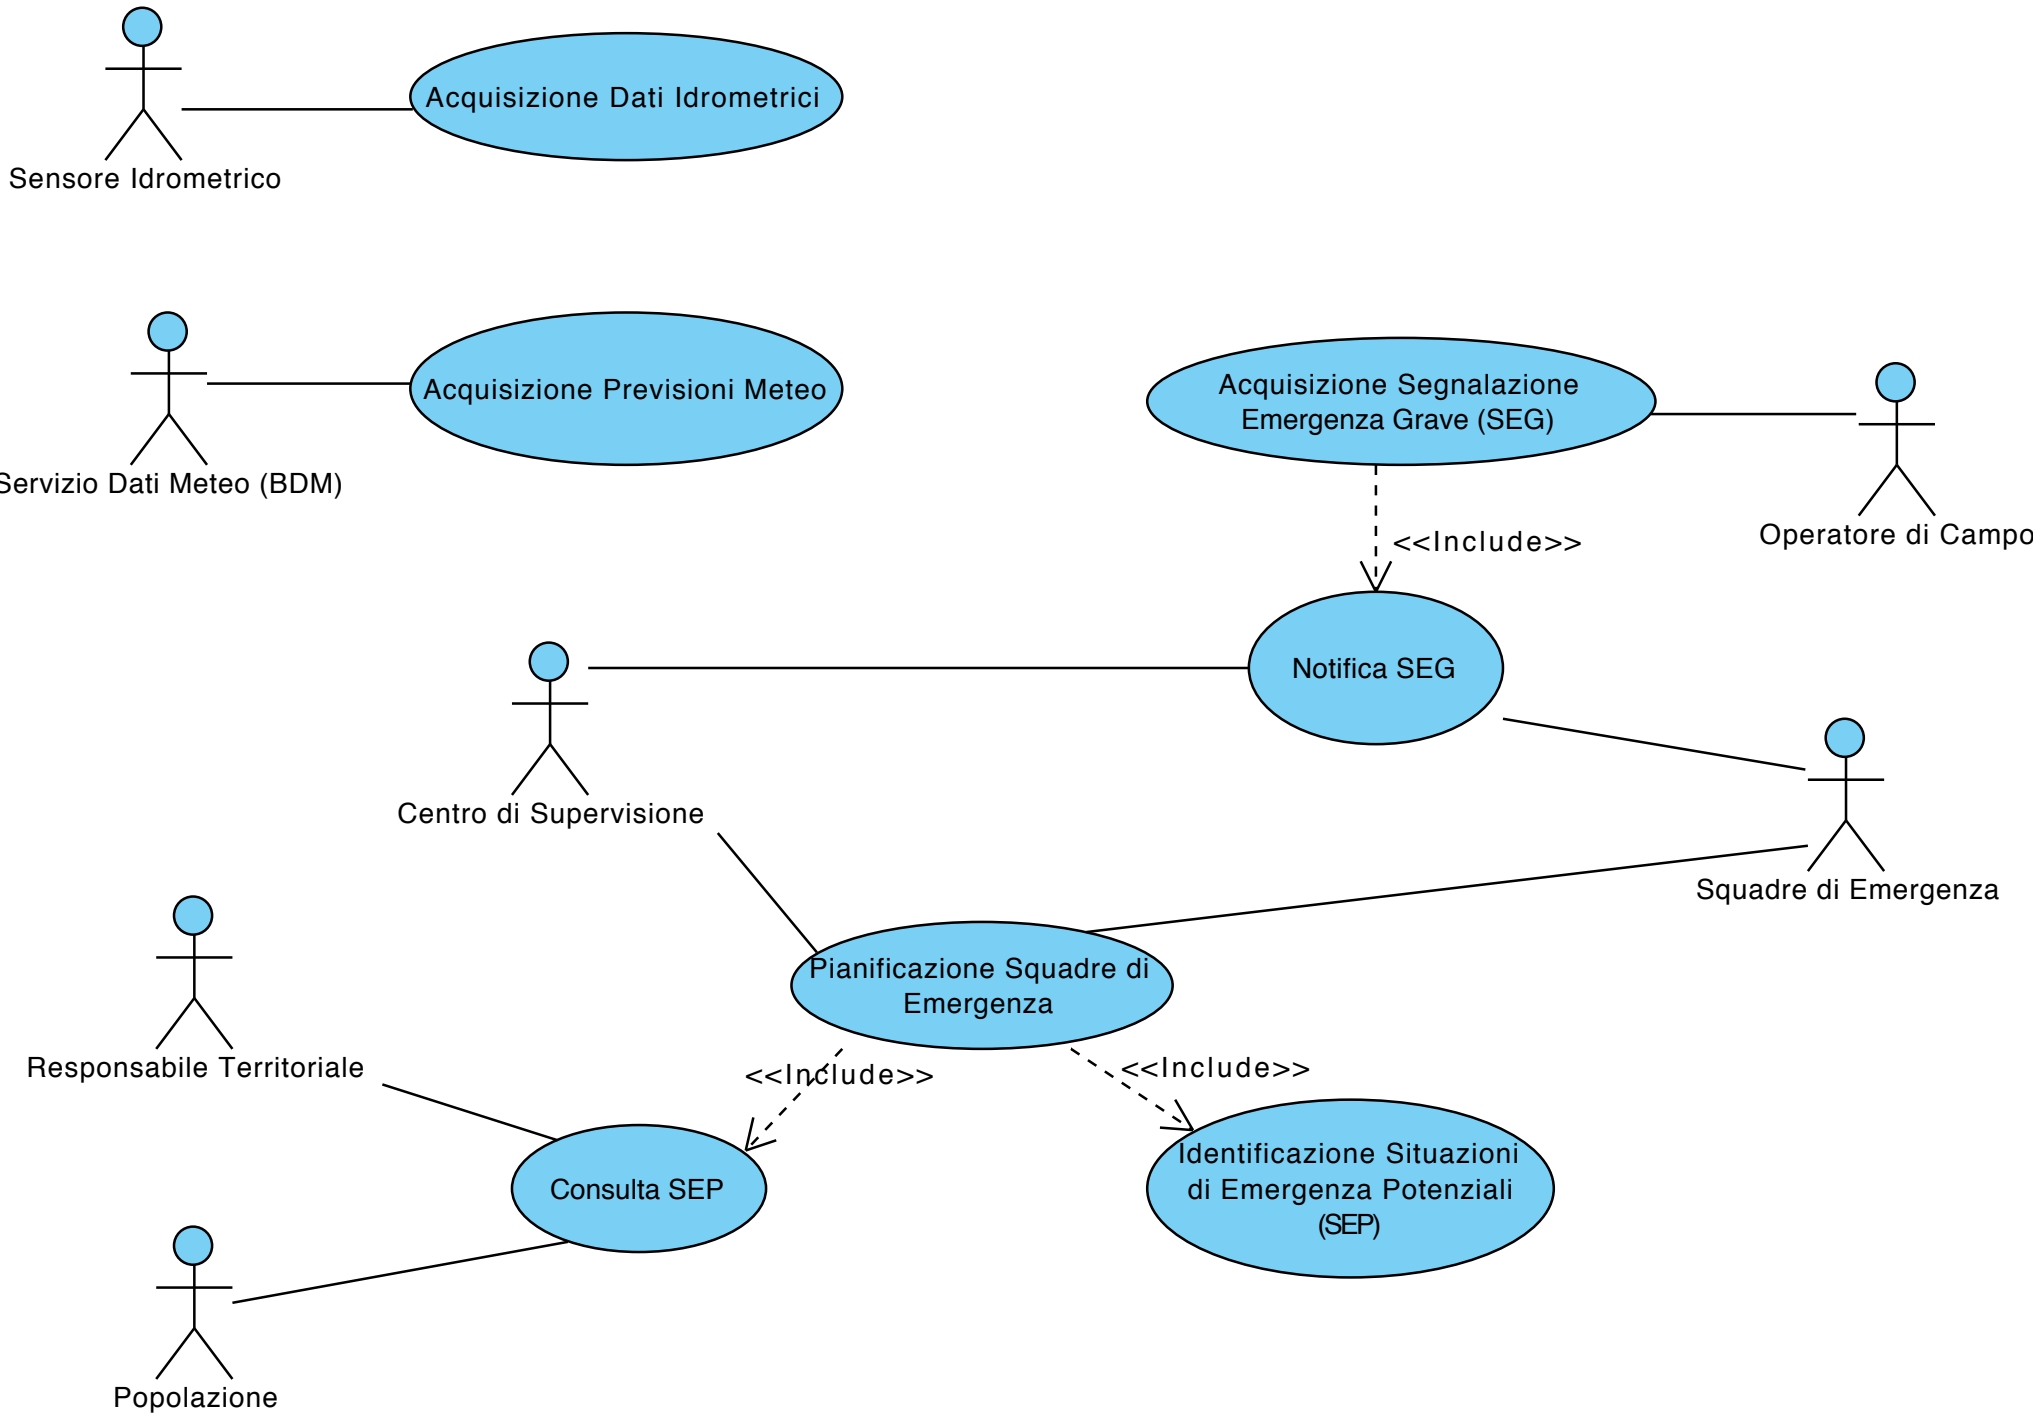 Acquisizione Dati Idrometrici
Sensore Idrometrico
Acquisizione Previsioni Meteo
Servizio Dati Meteo (BDM)
Acquisizione Segnalazione
Emergenza Grave (SEG)
Operatore di Campo
<<Include>>
Notifica SEG
Centro di Supervisione
Squadre di Emergenza
Pianificazione Squadre di
Emergenza
Responsabile Territoriale
<<Include>>
<<Include>>
Consulta SEP
Identificazione Situazioni
di Emergenza Potenziali
(SEP)
Popolazione